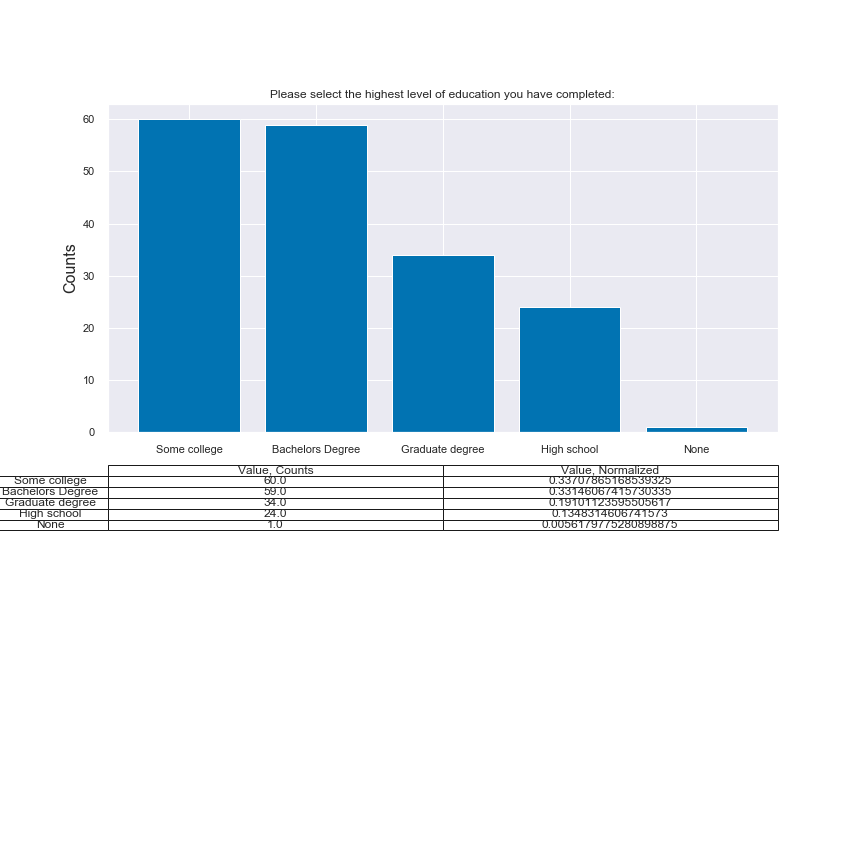 Please select the highest level of education you have completed:
60
50
40
30
20
10
0
Counts
Some college Bachelors Degree Graduate degree High school None
Value, Counts Value, Normalized
Some college 60.0 0.33707865168539325
Bachelors Degree 59.0 0.33146067415730335
Graduate degree 34.0 0.19101123595505617
High school 24.0 0.1348314606741573
None 1.0 0.0056179775280898875